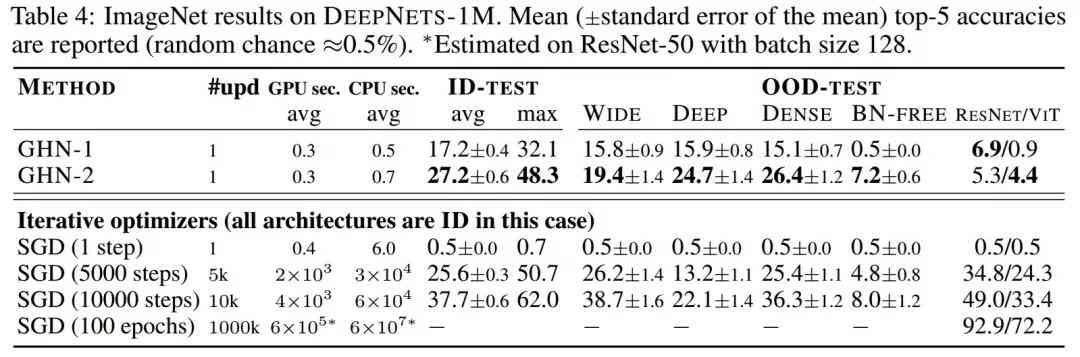 Table 4: ImageNet results on DEEPNETS-1M. Mean (±standard error of the mean) top-5 accuracies
are reported (random chance ≈0.5%). *Estimated on ResNet-50 with batch size 128.
METHOD #upd GPU sec. CPU sec. ID-TEST OOD-TEST
avg avg avg max WIDE DEEP DENSE BN-FREE RESNET/VIT
GHN-1 1 0.3 0.5 17.2±0.4 32.1 15.8±0.9 15.9±0.8 15.1±0.7 0.5±0.0 6.9/0.9
GHN-2 1 0.3 0.7 27.2±0.6 48.3 19.4±1.4 24.7±1.4 26.4±1.2 7.2±0.6 5.3/4.4
Iterative optimizers (all architectures are ID in this case)
SGD (1 step) 1 0.4 6.0 0.5±0.0 0.7 0.5±0.0 0.5±0.0 0.5±0.0 0.5±0.0 0.5/0.5
SGD (5000 steps) 5k 2×10³ 3×10⁴ 25.6±0.3 50.7 26.2±1.4 13.2±1.1 25.4±1.1 4.8±0.8 34.8/24.3
SGD (10000 steps) 10k 4×10³ 6×10⁴ 37.7±0.6 62.0 38.7±1.6 22.1±1.4 36.3±1.2 8.0±1.2 49.0/33.4
SGD (100 epochs) 1000k 6×10⁵* 6×10⁷* – – – – – 92.9/72.2